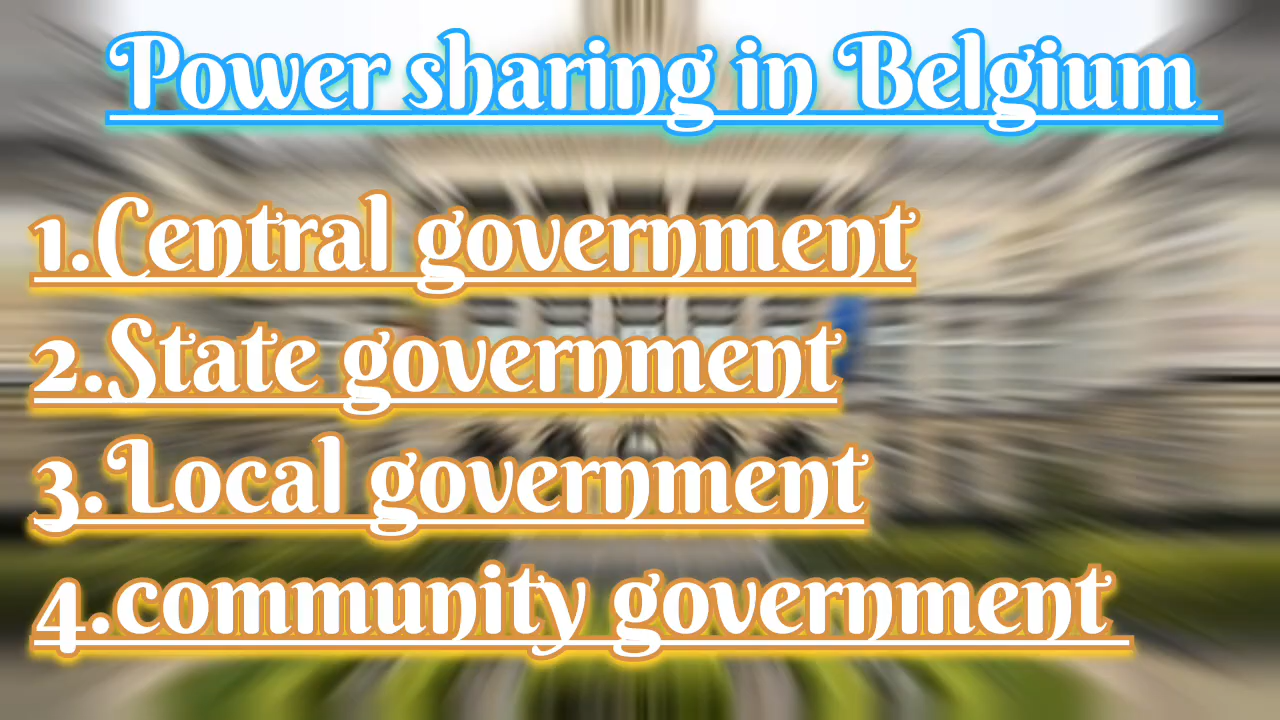 Power sharing in Belgium
1.Central government
2.State government
3.Local government
4.community government